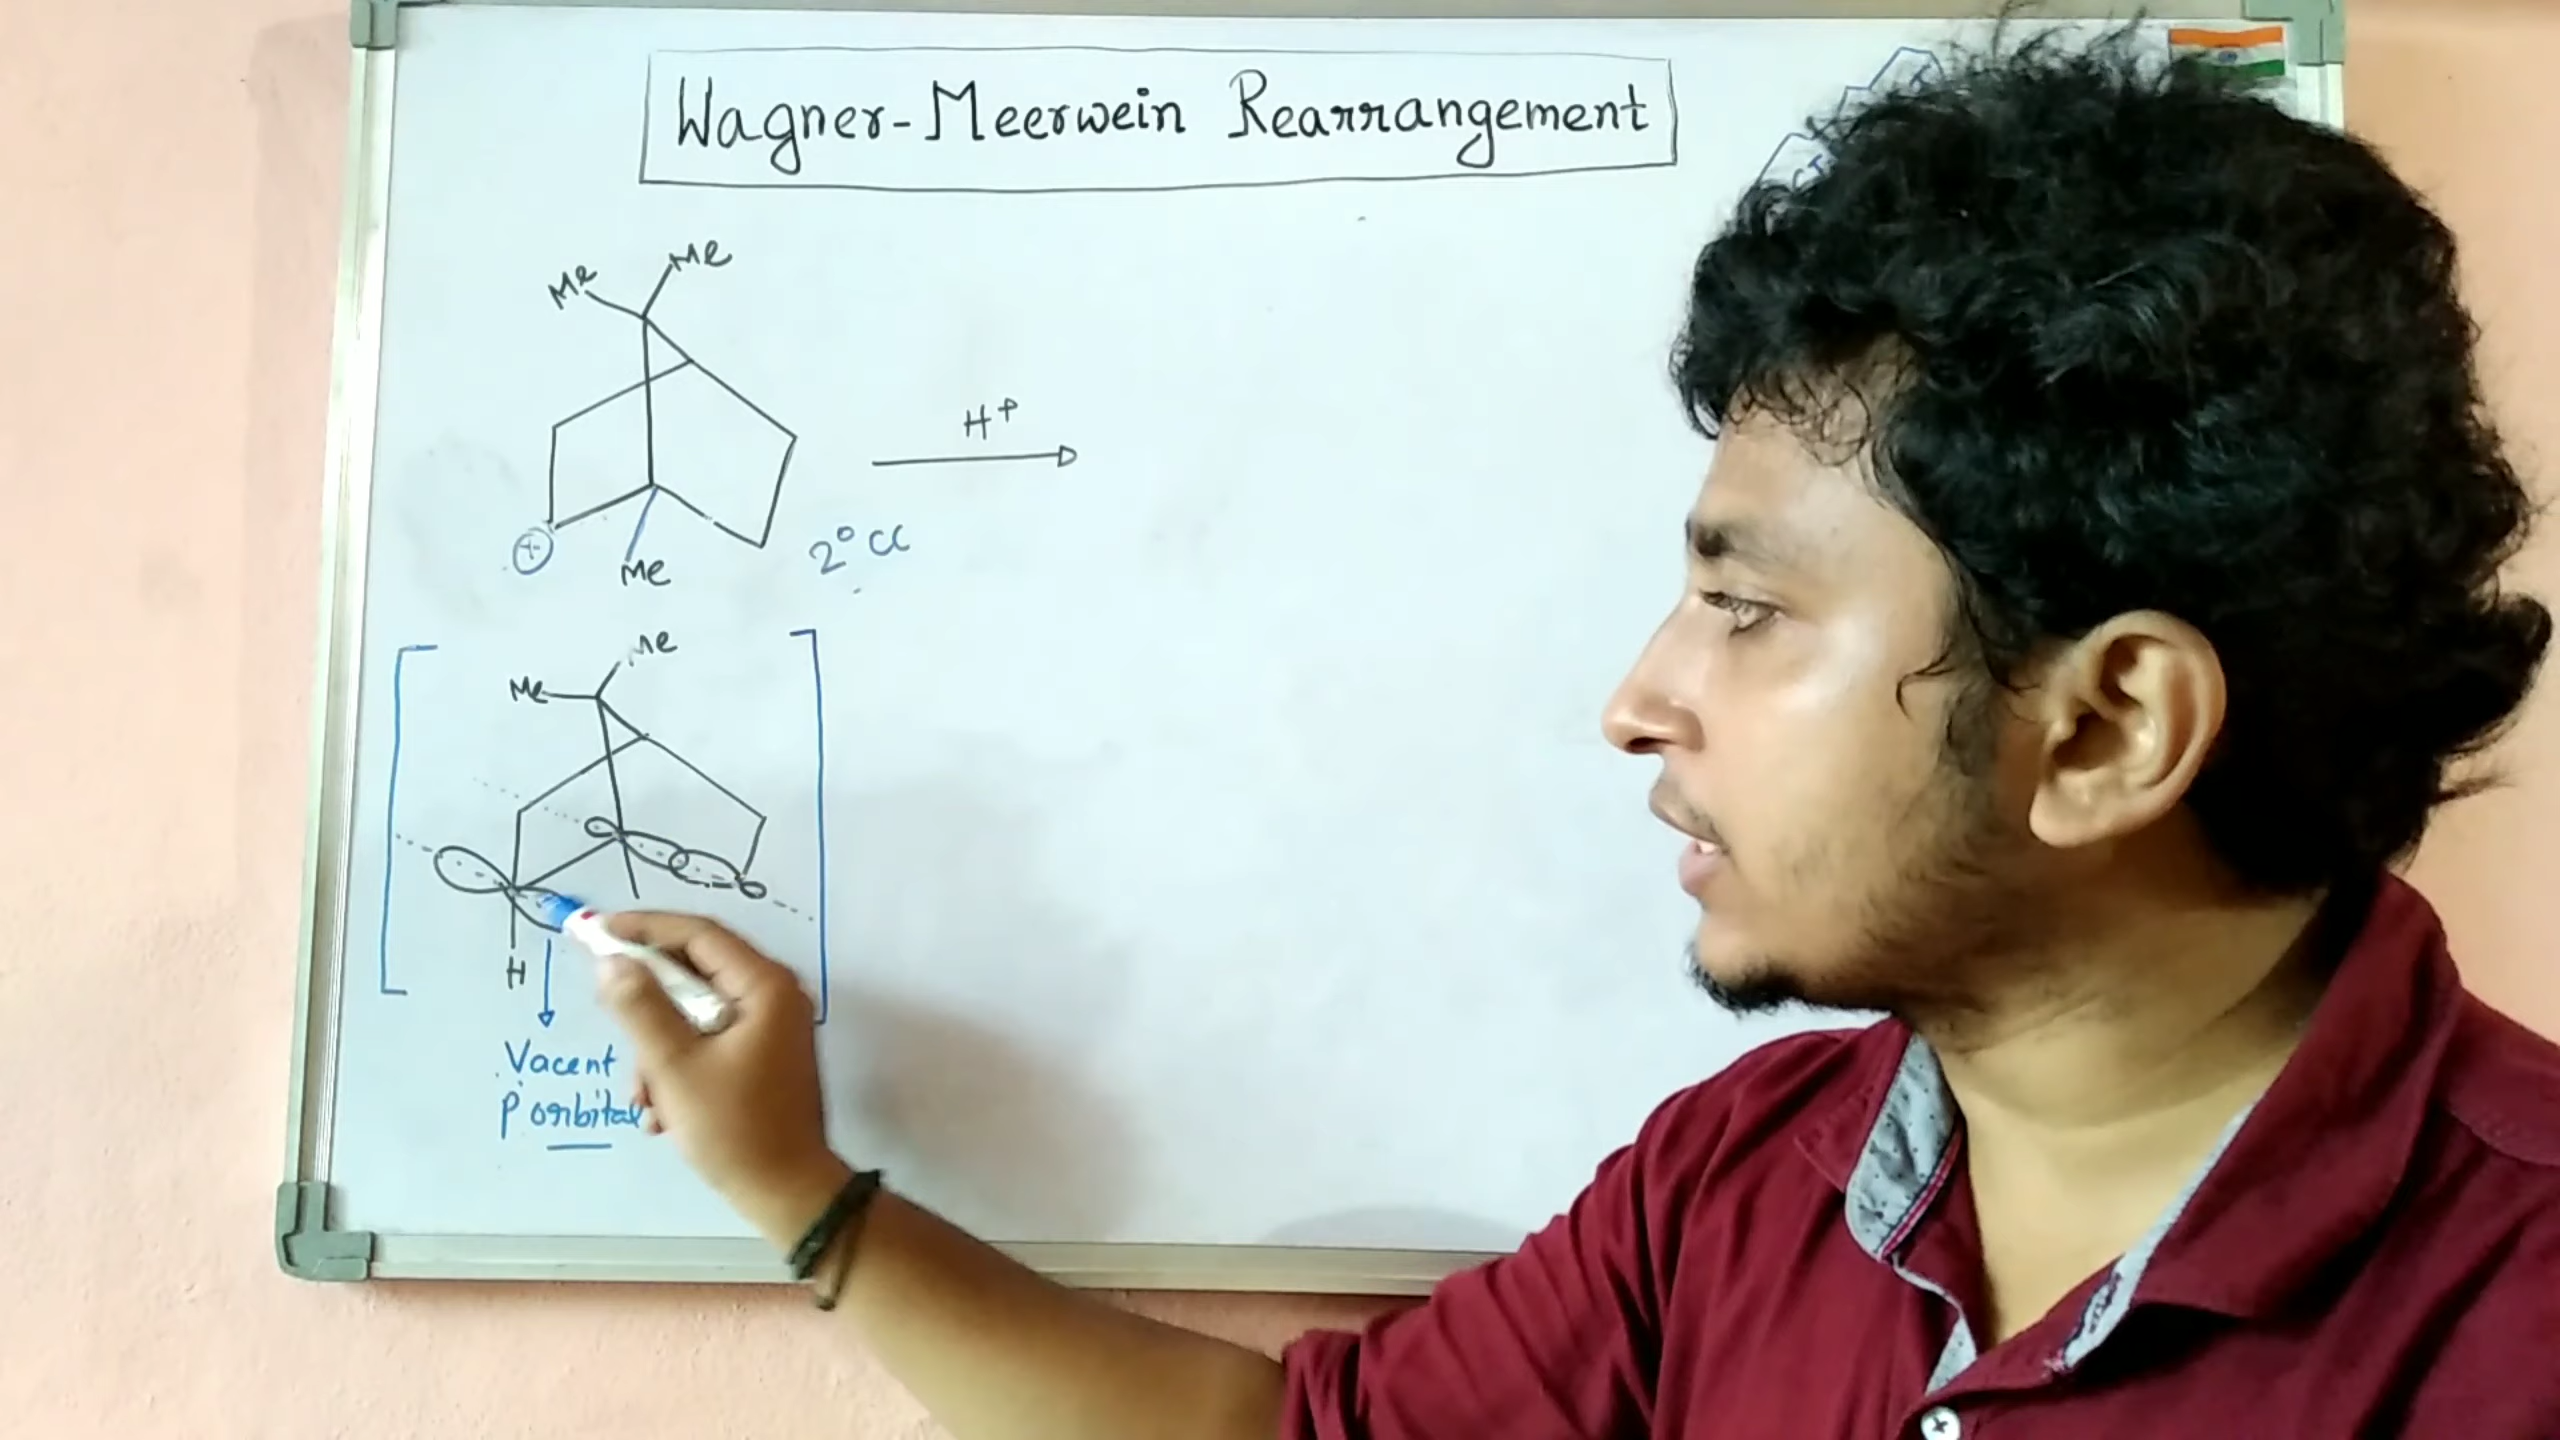 Wagner-Meerwein Rearrangement
Me
Me
H+
⊕
Me
2° CC
Me
Me
H
Vacent
p orbital